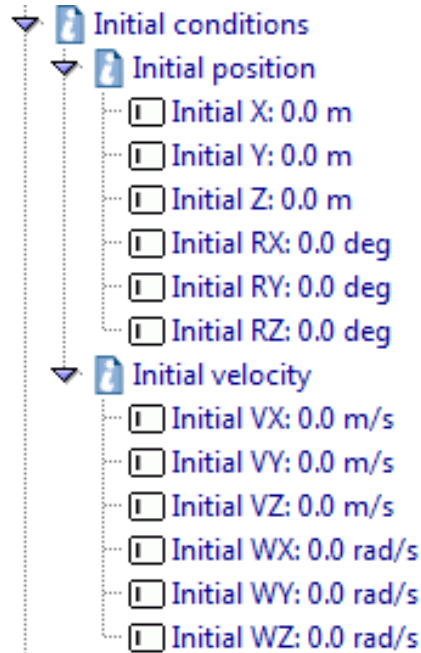 Initial conditions
Initial position
Initial X: 0.0 m
Initial Y: 0.0 m
Initial Z: 0.0 m
Initial RX: 0.0 deg
Initial RY: 0.0 deg
Initial RZ: 0.0 deg
Initial velocity
Initial VX: 0.0 m/s
Initial VY: 0.0 m/s
Initial VZ: 0.0 m/s
Initial WX: 0.0 rad/s
Initial WY: 0.0 rad/s
Initial WZ: 0.0 rad/s